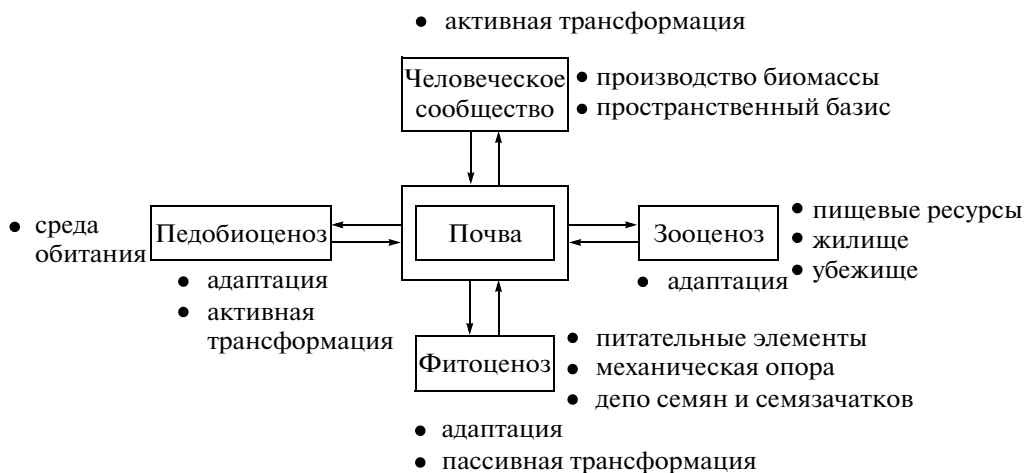 • активная трансформация
Человеческое
сообщество
• производство биомассы
• пространственный базис
• среда
обитания
Педобиоценоз
• адаптация
• активная
трансформация
Почва
Зооценоз
• пищевые ресурсы
• жилище
• убежище
• адаптация
Фитоценоз
• питательные элементы
• механическая опора
• депо семян и семязачатков
• адаптация
• пассивная трансформация